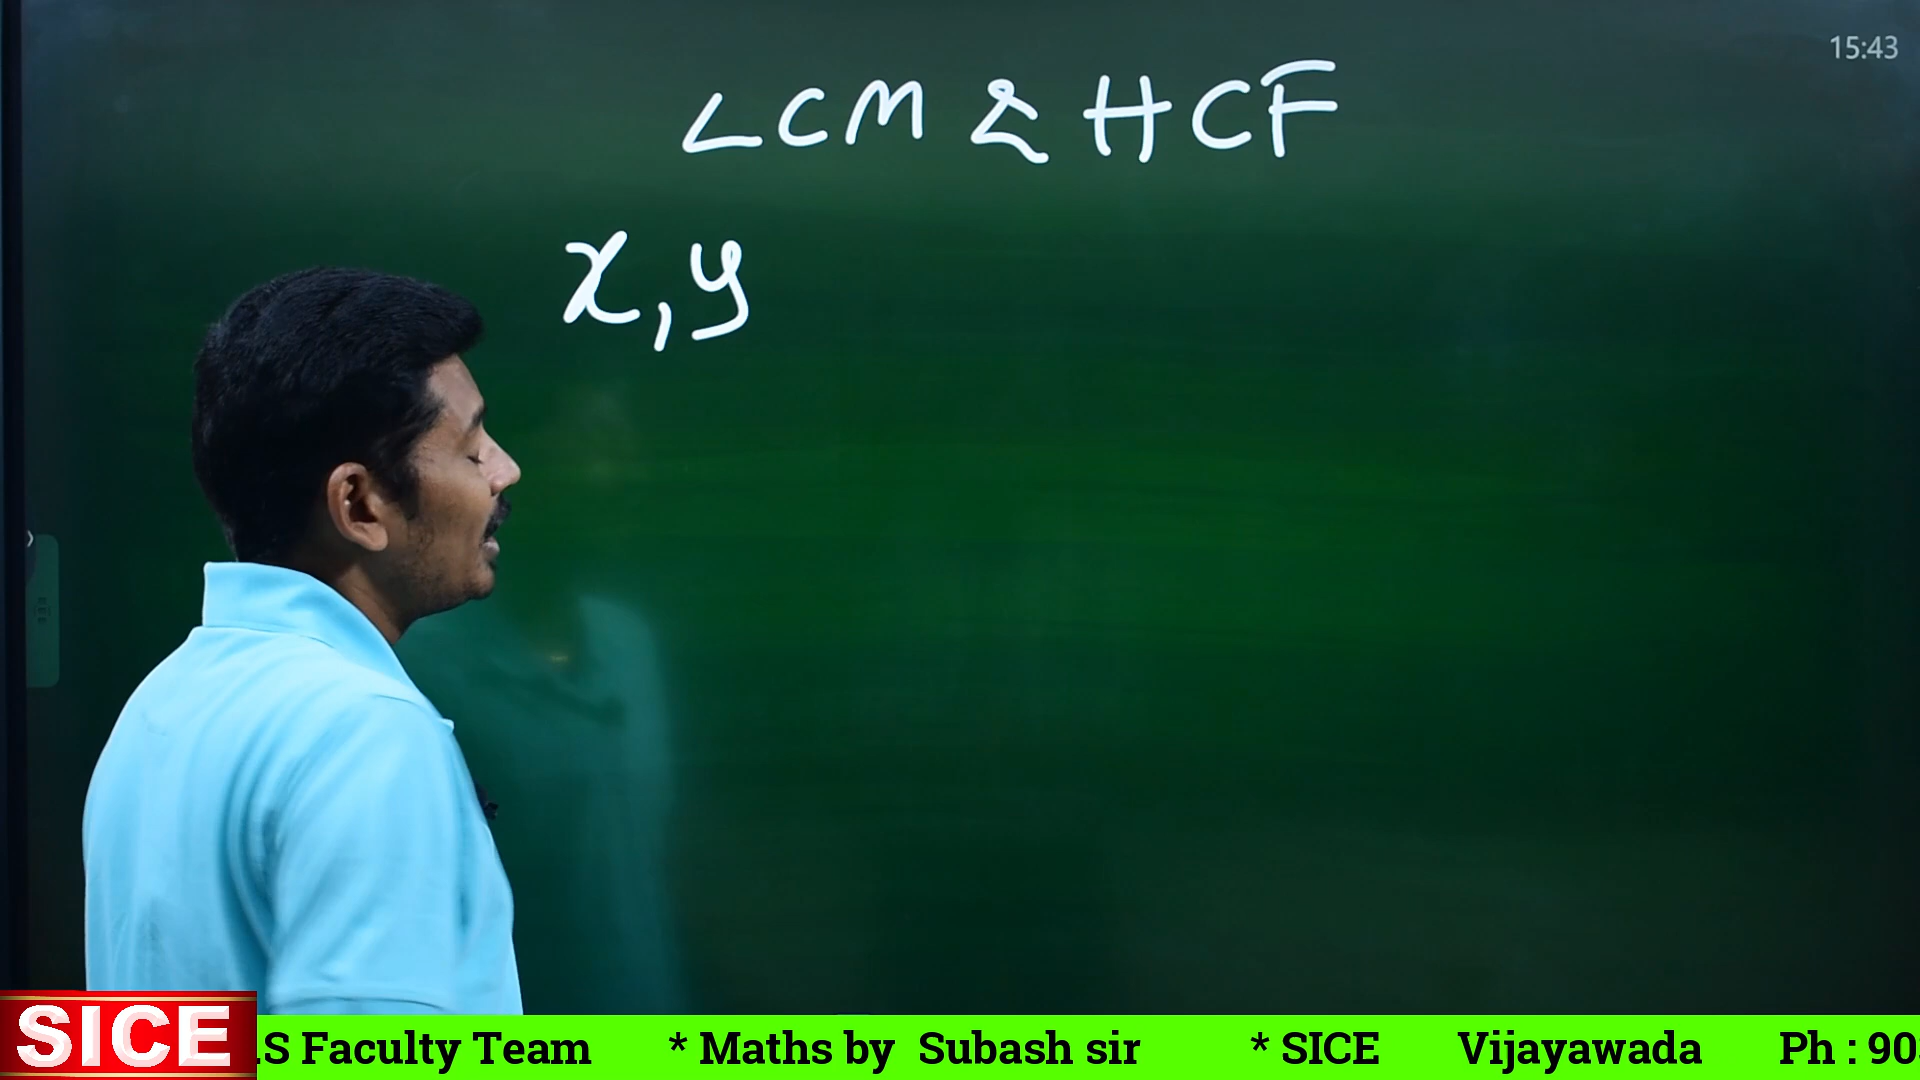 15:43
LCM & HCF
x, y
SICE
S Faculty Team * Maths by Subash sir * SICE Vijayawada Ph : 90